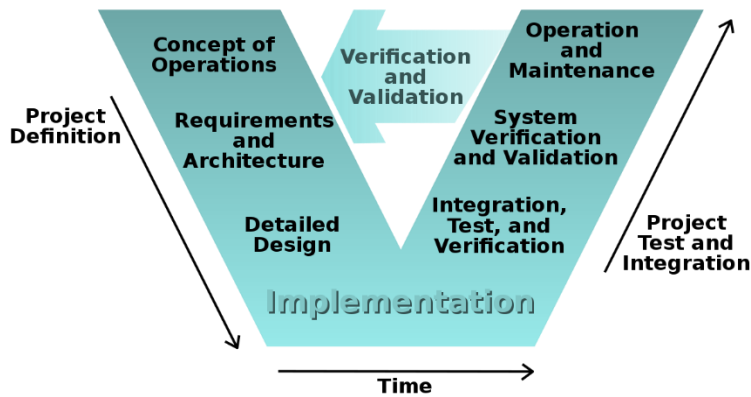 Concept of
Operations
Verification
and
Validation
Operation
and
Maintenance
Project
Definition
Requirements
and
Architecture
System
Verification
and Validation
Detailed
Design
Integration,
Test, and
Verification
Project
Test and
Integration
Implementation
Time